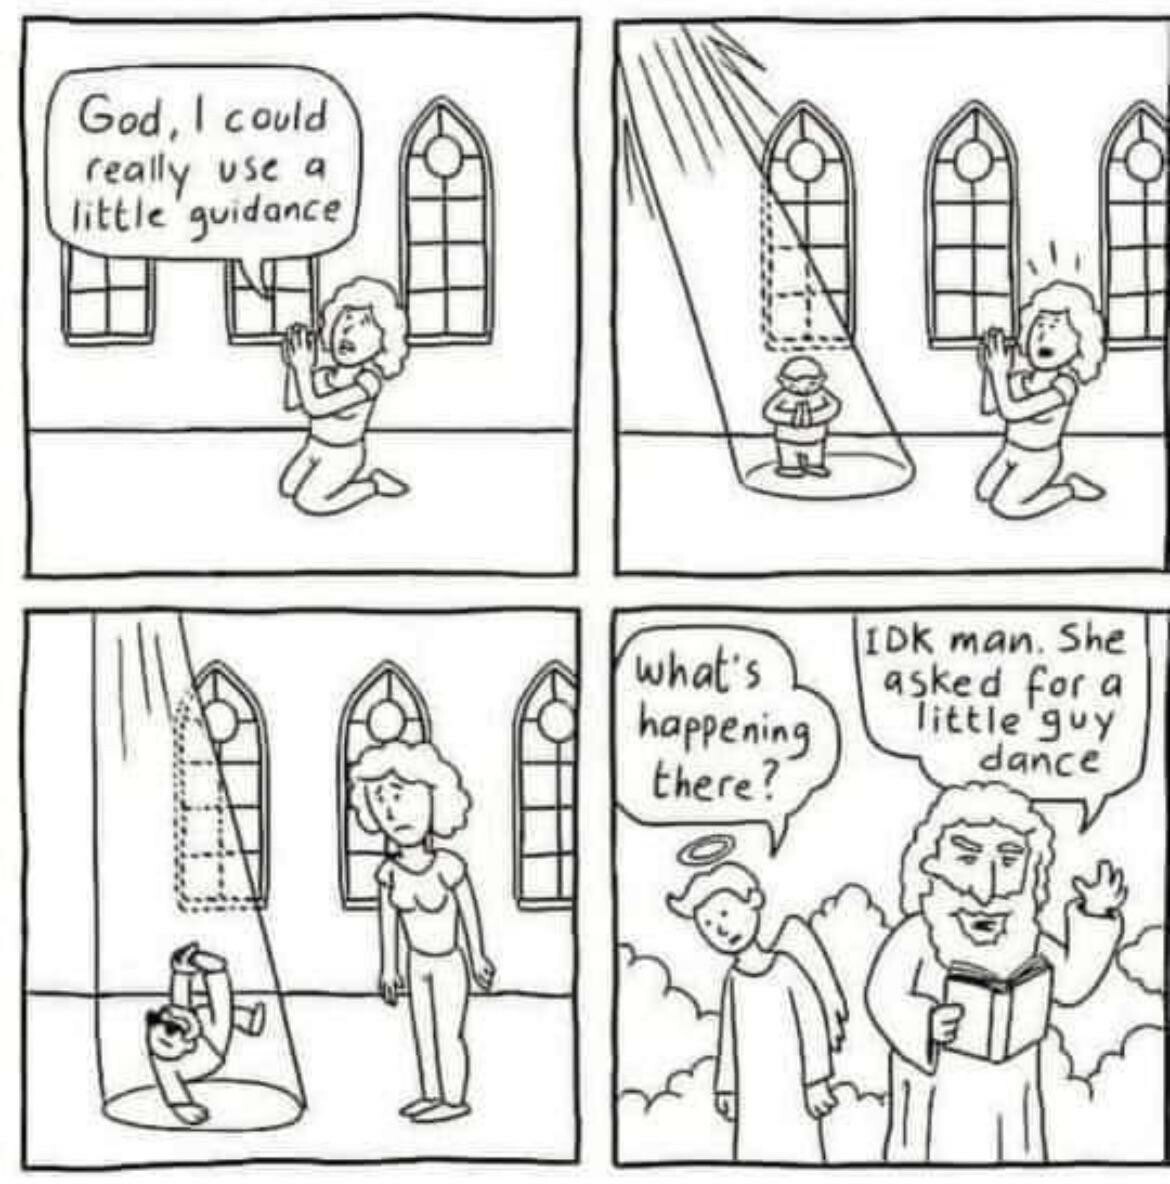 God, I could
really use a
little guidance
What's
happening
there?
IDK man. She
asked for a
little guy
dance